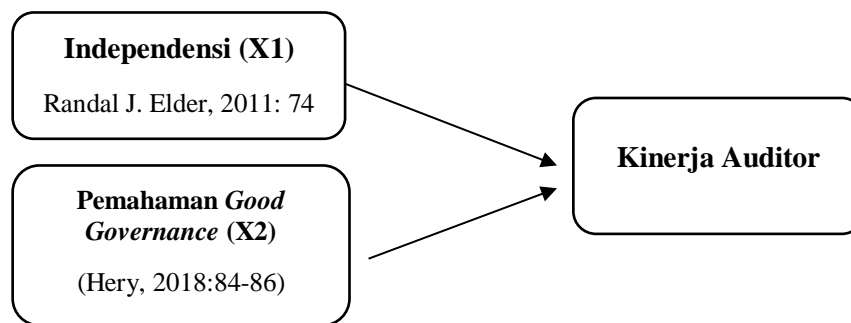 Independensi (X1)
Randal J. Elder, 2011: 74
Kinerja Auditor
Pemahaman Good
Governance (X2)
(Hery, 2018:84-86)